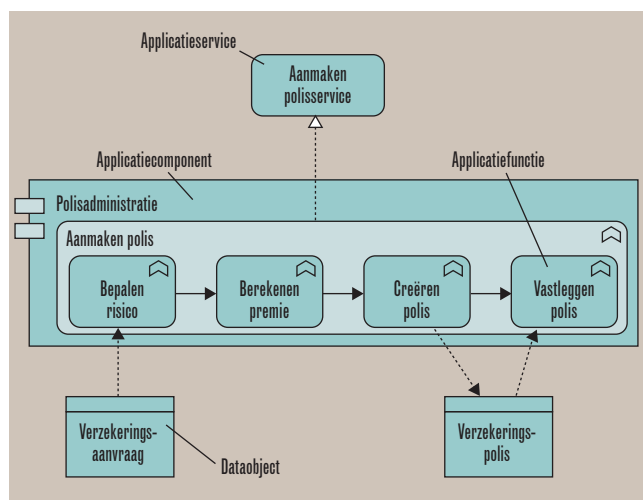 Applicatieservice
Aanmaken
polisservice
Applicatiecomponent
Applicatiefunctie
Polisadministratie
Aanmaken polis
Bepalen
risico
Berekenen
premie
Creëren
polis
Vastleggen
polis
Verzekerings-
aanvraag
Dataobject
Verzekerings-
polis